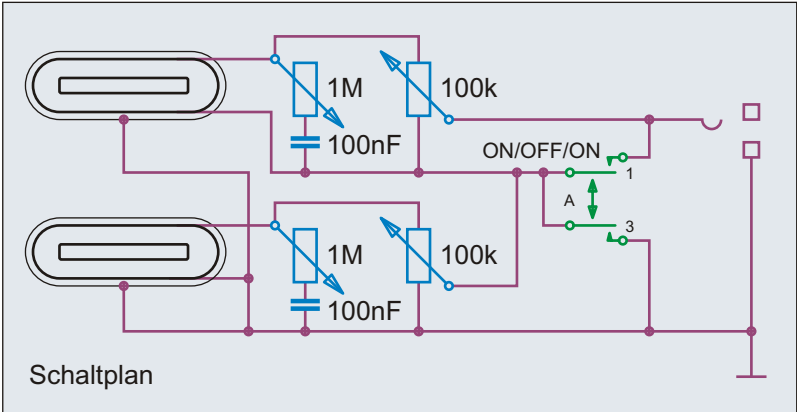 1M
100k
100nF
ON/OFF/ON
1
A
3
1M
100k
100nF
Schaltplan